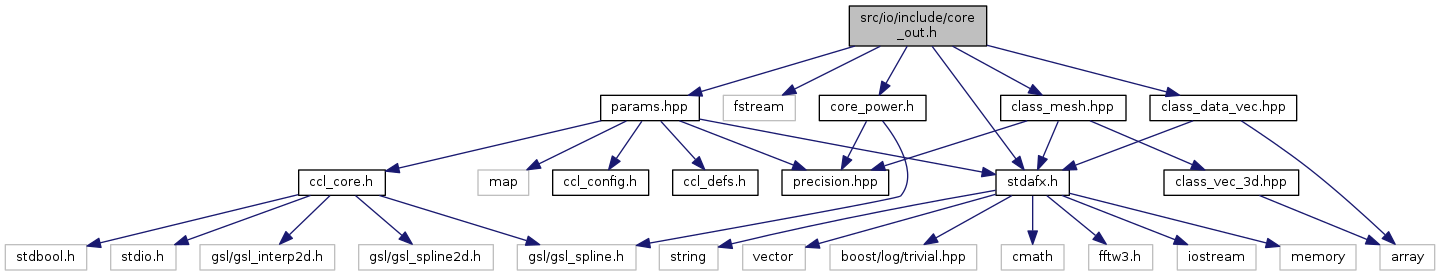 src/io/include/core
_out.h
params.hpp
fstream
core_power.h
class_mesh.hpp
class_data_vec.hpp
ccl_core.h
map
ccl_config.h
ccl_defs.h
precision.hpp
stdafx.h
class_vec_3d.hpp
stdbool.h
stdio.h
gsl/gsl_interp2d.h
gsl/gsl_spline2d.h
gsl/gsl_spline.h
string
vector
boost/log/trivial.hpp
cmath
fftw3.h
iostream
memory
array